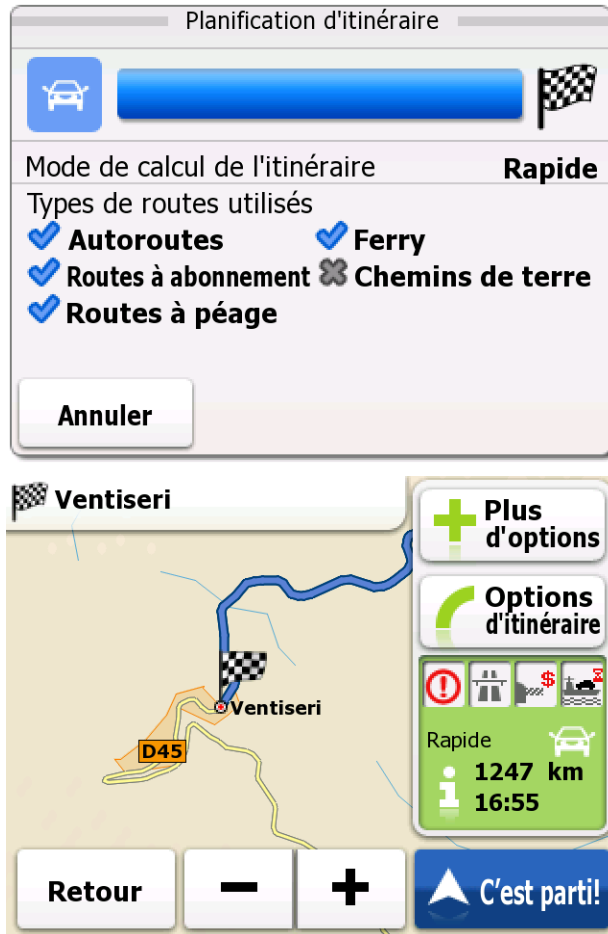 Planification d'itinéraire
Mode de calcul de l'itinéraire Rapide
Types de routes utilisés
Autoroutes Ferry
Routes à abonnement Chemins de terre
Routes à péage
Annuler
Ventiseri
Plus
d'options
Options
d'itinéraire
Ventiseri
D45
Rapide
1247 km
16:55
Retour
C'est parti!